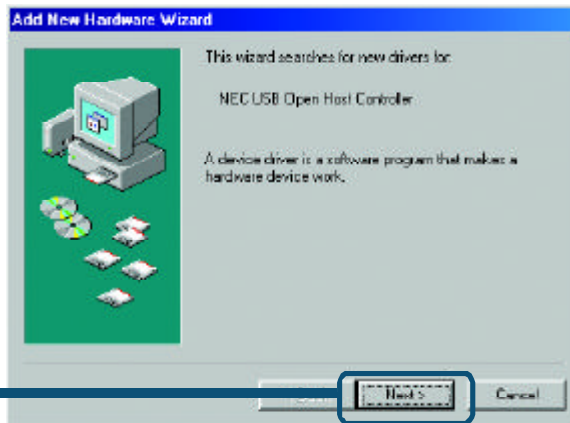 Add New Hardware Wizard
This wizard searches for new drivers for:
NEC USB Open Host Controller
A device driver is a software program that makes a
hardware device work.
Next >
Cancel